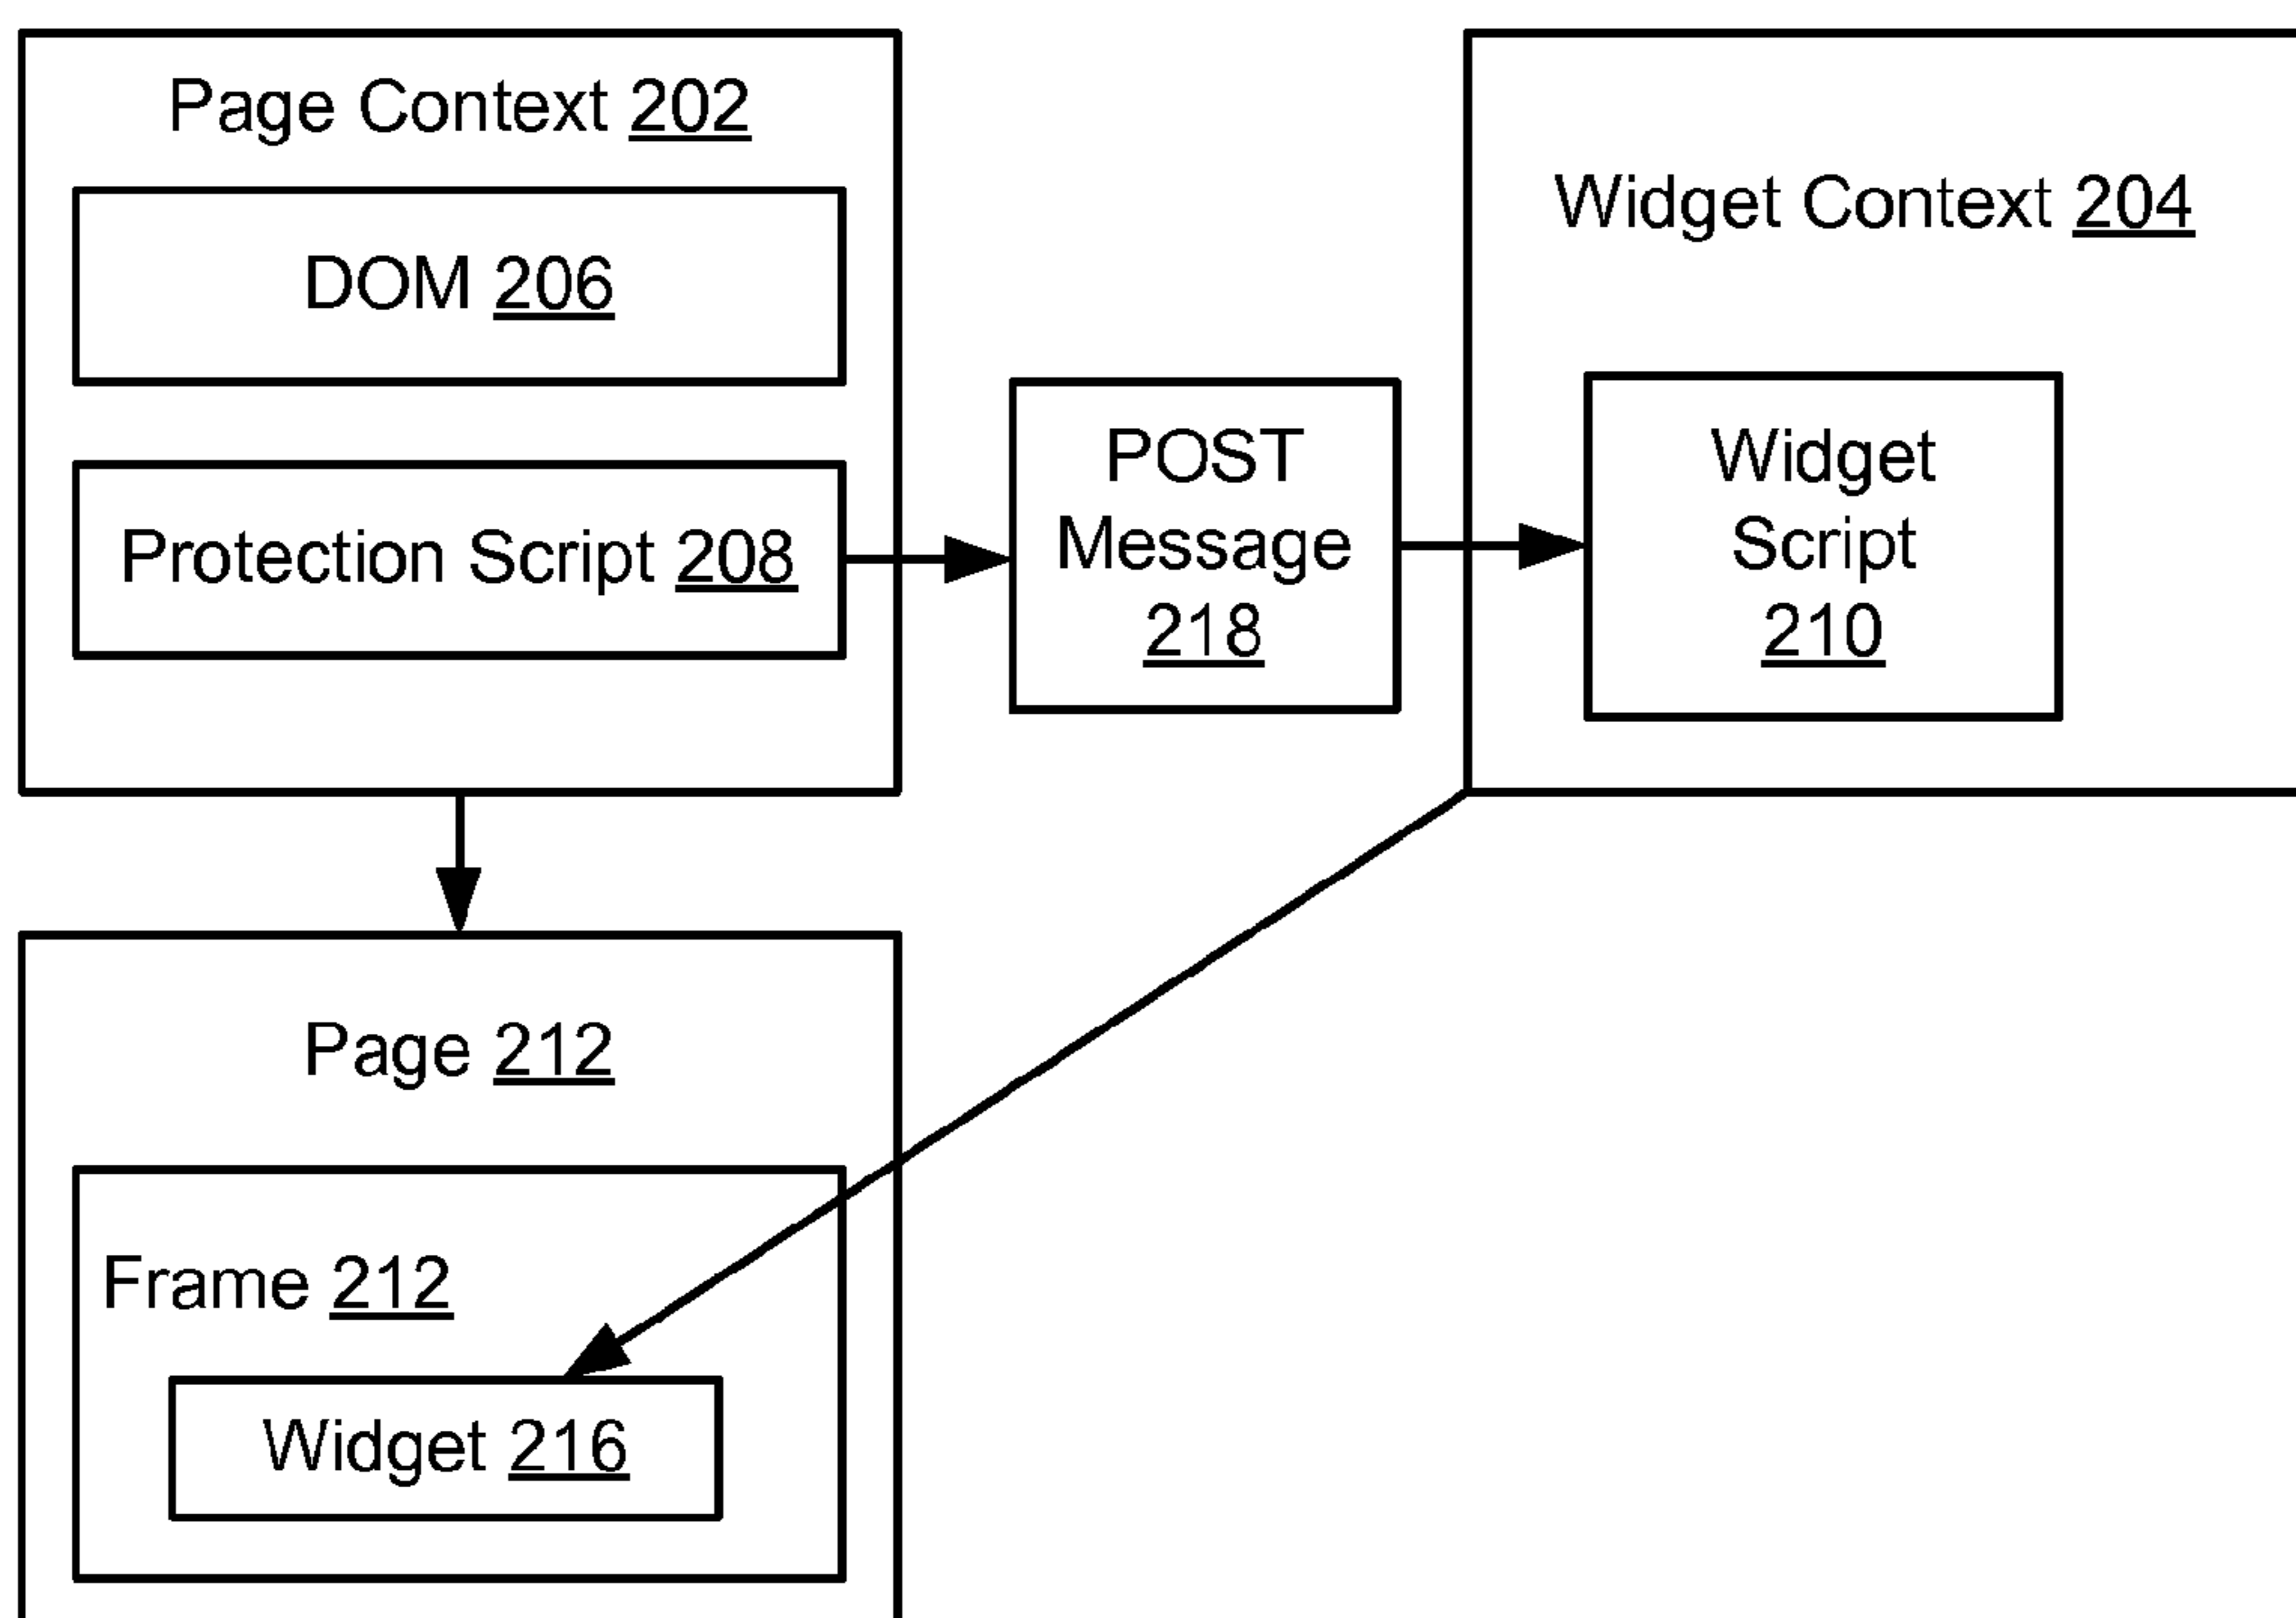 Page Context 202
DOM 206
Protection Script 208
POST
Message
218
Widget Context 204
Widget
Script
210
Page 212
Frame 212
Widget 216